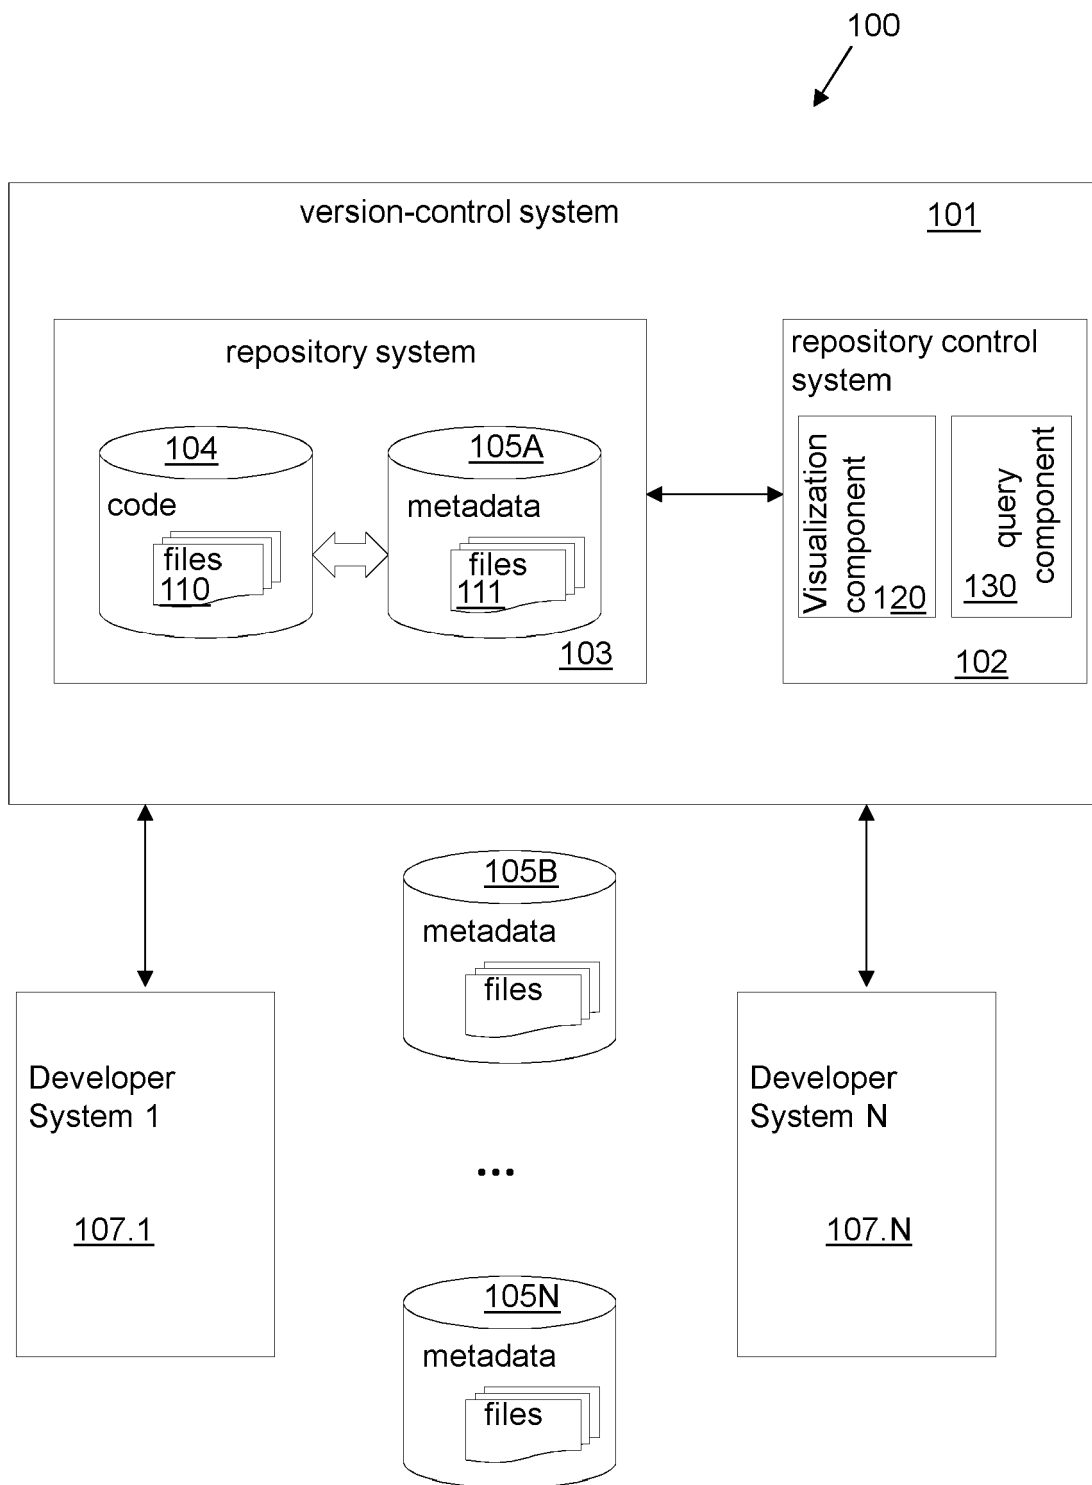 100
version-control system
101
repository system
104
code
files
110
105A
metadata
files
111
103
repository control
system
Visualization
component
120
query
component
130
102
105B
metadata
files
Developer
System 1
107.1
...
Developer
System N
107.N
105N
metadata
files